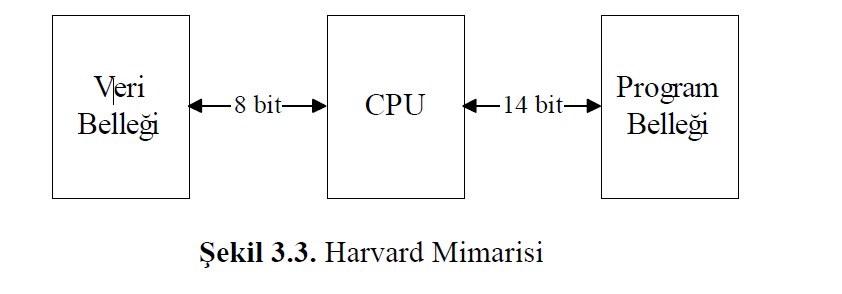 Veri
Belleği
8 bit
CPU
14 bit
Program
Belleği
Şekil 3.3. Harvard Mimarisi